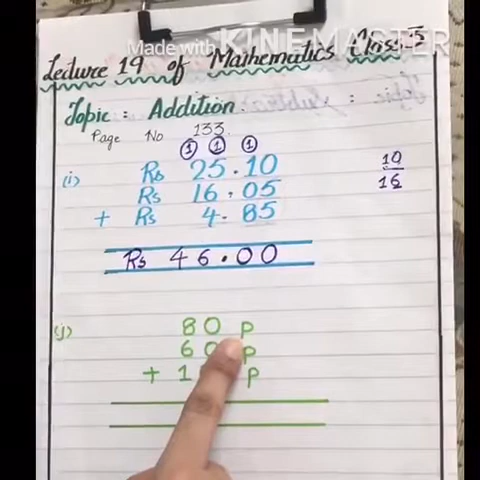 Made with KINEMASTER
Lecture 19 of Mathematics Class 5
Topic: Addition.
Page No 133
1 1 1
(i) Rs 25.10
Rs 16.05
+ Rs 4.85
Rs 46.00
10
16
(j) 80 p
60 p
+ 1 p